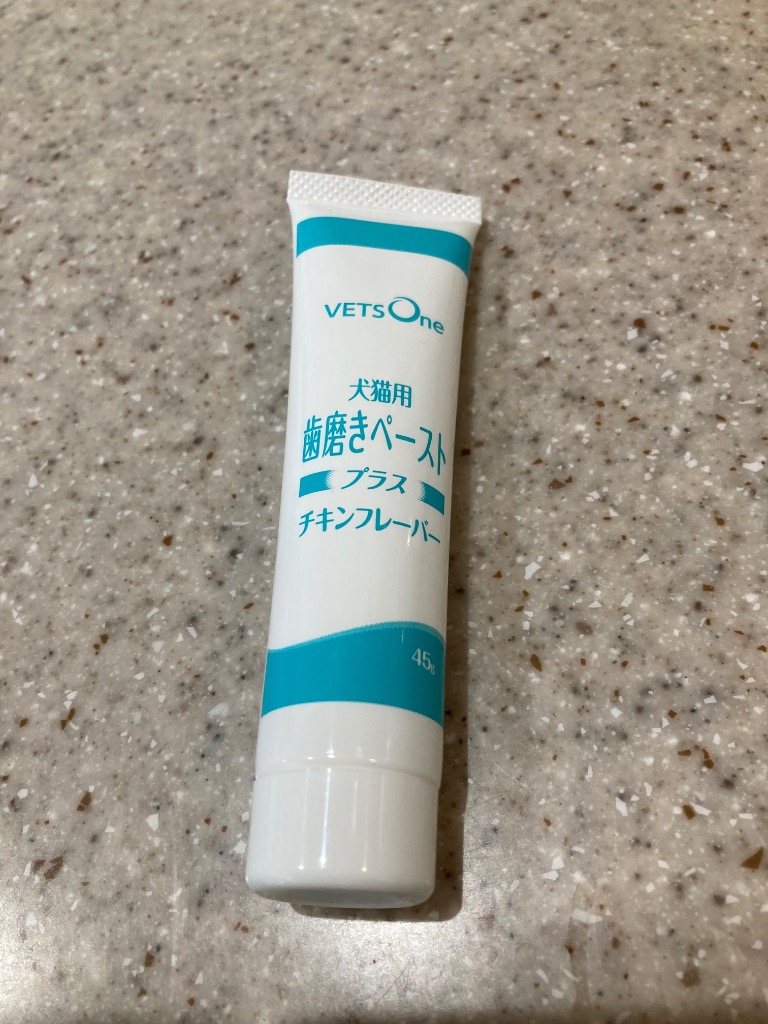 VETSOne
犬猫用
歯磨きペースト
プラス
チキンフレーバー
45g